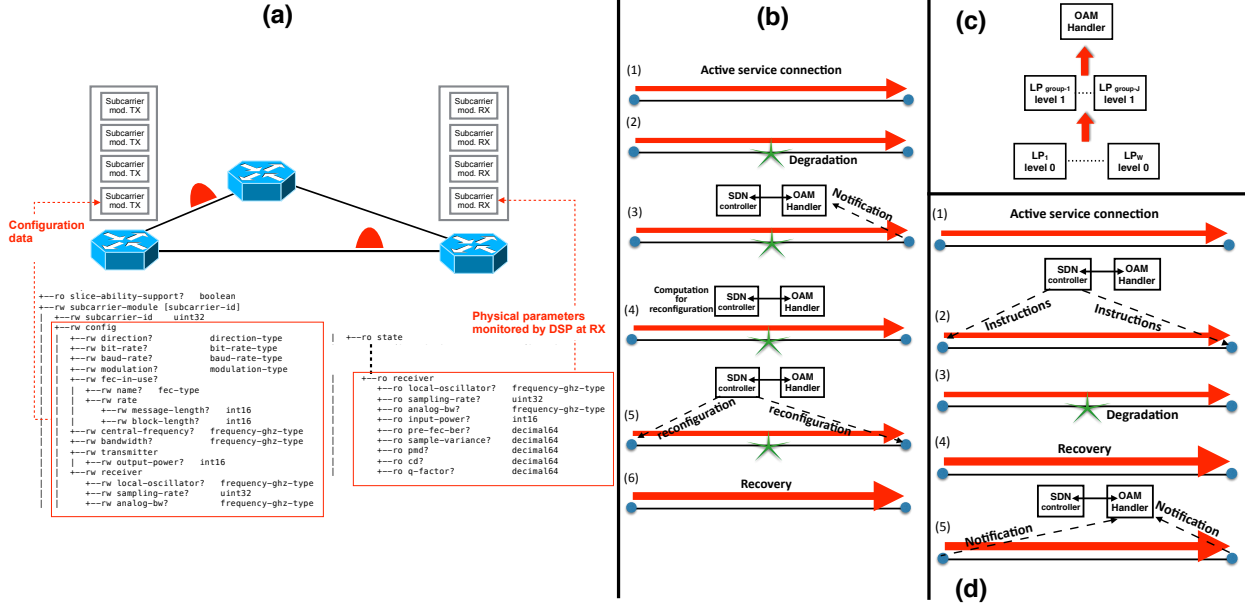 (a)
Subcarrier
mod. TX
Subcarrier
mod. TX
Subcarrier
mod. TX
Subcarrier
mod. TX
Subcarrier
mod. RX
Subcarrier
mod. RX
Subcarrier
mod. RX
Subcarrier
mod. RX
Configuration
data
Physical parameters
monitored by DSP at RX
+--ro slice-ability-support?   boolean
+--rw subcarrier-module [subcarrier-id]
|  +--rw subcarrier-id     uint32
|  +--rw config
|  |  +--rw direction?          direction-type
|  |  +--rw bit-rate?           bit-rate-type
|  |  +--rw baud-rate?          baud-rate-type
|  |  +--rw modulation?         modulation-type
|  |  +--rw fec-in-use?
|  |  |  +--rw name?   fec-type
|  |  |  +--rw rate
|  |  |     +--rw message-length?   int16
|  |  |     +--rw block-length?     int16
|  |  +--rw central-frequency?   frequency-ghz-type
|  |  +--rw bandwidth?           frequency-ghz-type
|  |  +--rw transmitter
|  |  |  +--rw output-power?   int16
|  |  +--rw receiver
|  |     +--rw local-oscillator?   frequency-ghz-type
|  |     +--rw sampling-rate?      uint32
|  |     +--rw analog-bw?          frequency-ghz-type
|  +--ro state
+--ro receiver
+--ro local-oscillator?   frequency-ghz-type
+--ro sampling-rate?      uint32
+--ro analog-bw?          frequency-ghz-type
+--ro input-power?        int16
+--ro pre-fec-ber?        decimal64
+--ro sample-variance?    decimal64
+--ro pmd?                decimal64
+--ro cd?                 decimal64
+--ro q-factor?           decimal64
(b)
(1)
Active service connection
(2)
Degradation
(3)
SDN
controller
OAM
Handler
Notification
(4)
Computation
for
reconfiguration
SDN
controller
OAM
Handler
(5)
SDN
controller
OAM
Handler
reconfiguration
reconfiguration
(6)
Recovery
(c)
OAM
Handler
LP group-1
level 1
LP group-J
level 1
LP1
level 0
LPW
level 0
(1)
Active service connection
SDN
controller
OAM
Handler
(2)
Instructions
Instructions
(3)
Degradation
(4)
Recovery
SDN
controller
OAM
Handler
(5)
Notification
Notification
(d)